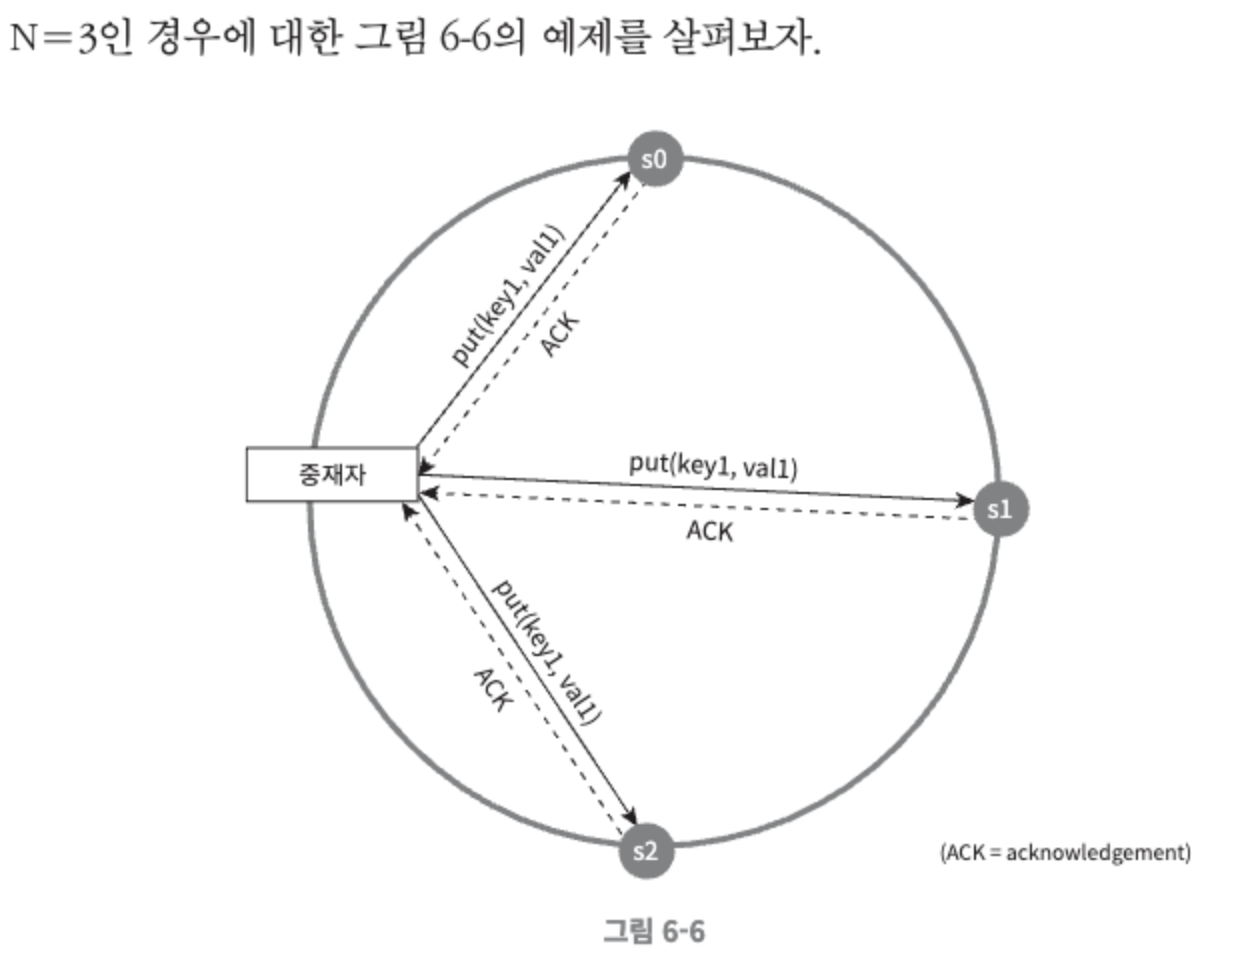 N=3인 경우에 대한 그림 6-6의 예제를 살펴보자.
s0
put(key1, val1)
ACK
중재자
put(key1, val1)
ACK
s1
put(key1, val1)
ACK
s2
(ACK = acknowledgement)
그림 6-6